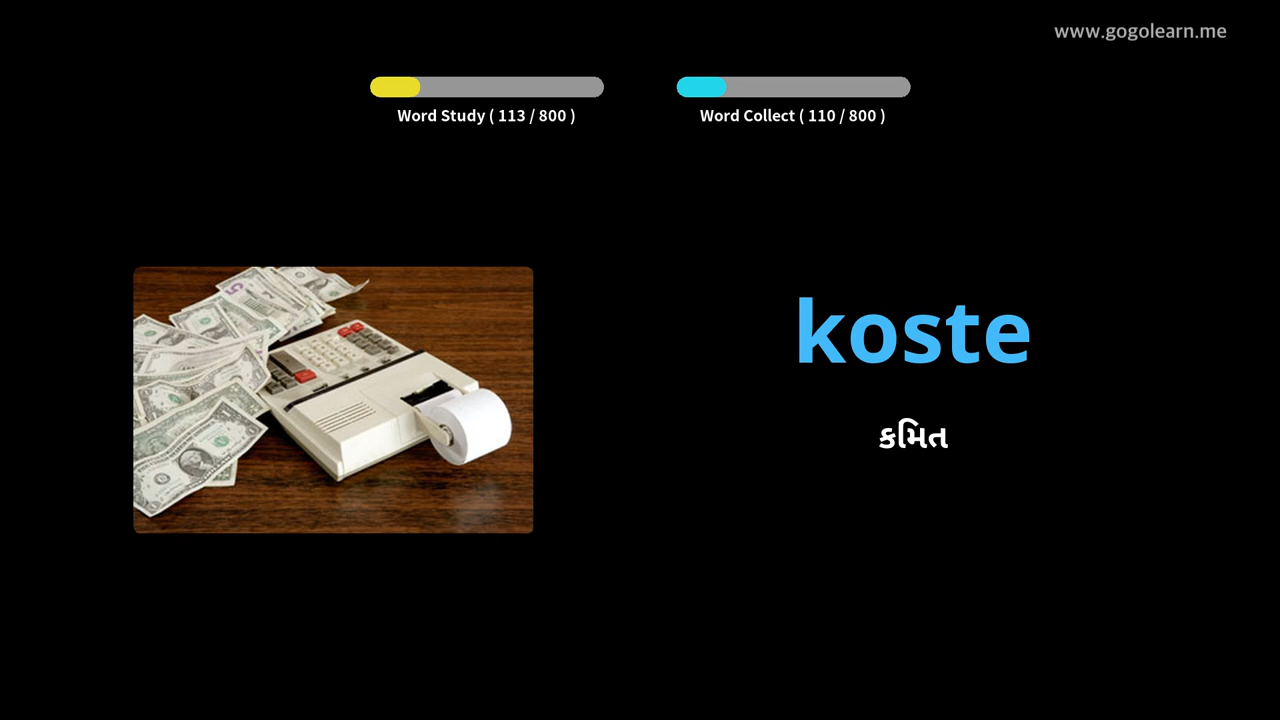 www.gogolearn.me
Word Study ( 113 / 800 )
Word Collect ( 110 / 800 )
koste
કમિત